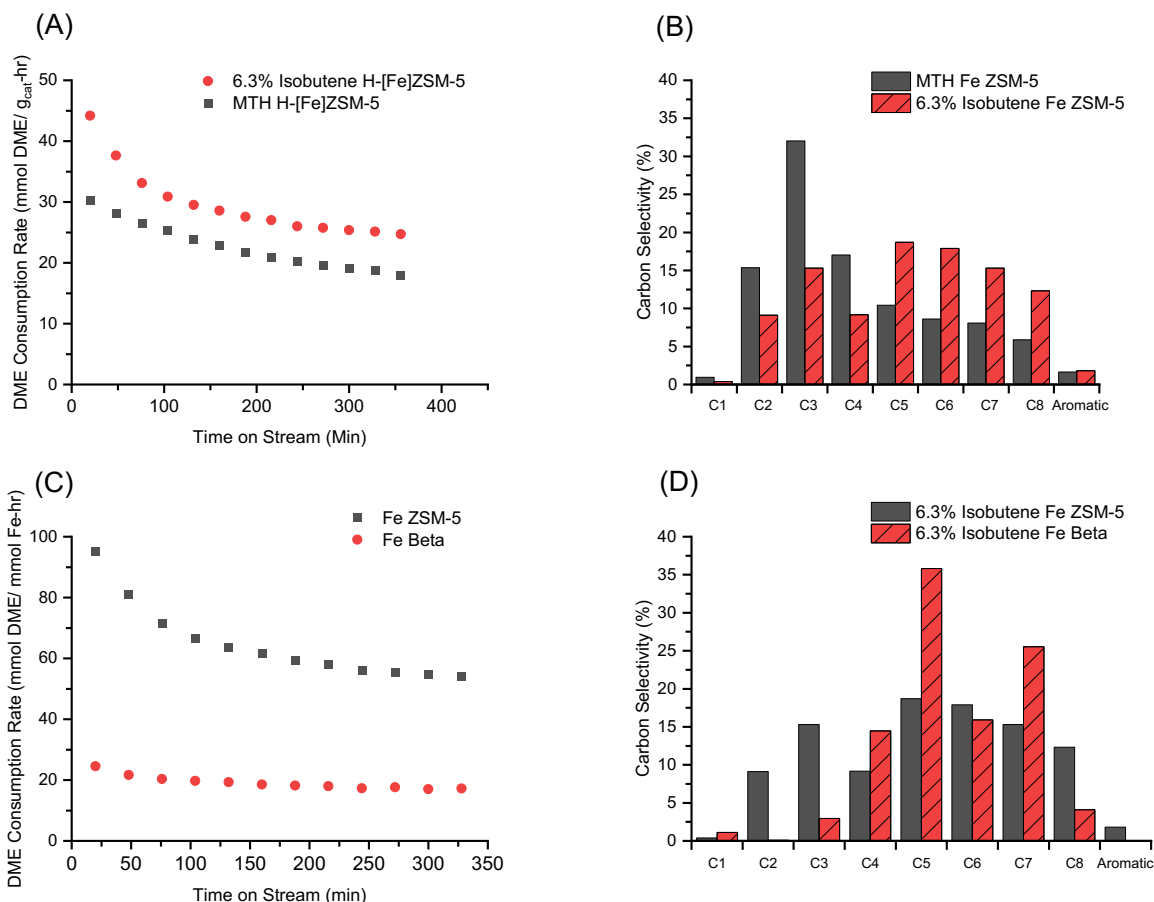 (A)
6.3% Isobutene H-[Fe]ZSM-5
MTH H-[Fe]ZSM-5
DME Consumption Rate (mmol DME/ gcat-hr)
50
40
30
20
10
0
0 100 200 300 400
Time on Stream (Min)
(B)
MTH Fe ZSM-5
6.3% Isobutene Fe ZSM-5
Carbon Selectivity (%)
40
35
30
25
20
15
10
5
0
C1 C2 C3 C4 C5 C6 C7 C8 Aromatic
(C)
Fe ZSM-5
Fe Beta
DME Consumption Rate (mmol DME/ mmol Fe-hr)
100
80
60
40
20
0
0 50 100 150 200 250 300 350
Time on Stream (min)
(D)
6.3% Isobutene Fe ZSM-5
6.3% Isobutene Fe Beta
Carbon Selectivity (%)
40
35
30
25
20
15
10
5
0
C1 C2 C3 C4 C5 C6 C7 C8 Aromatic